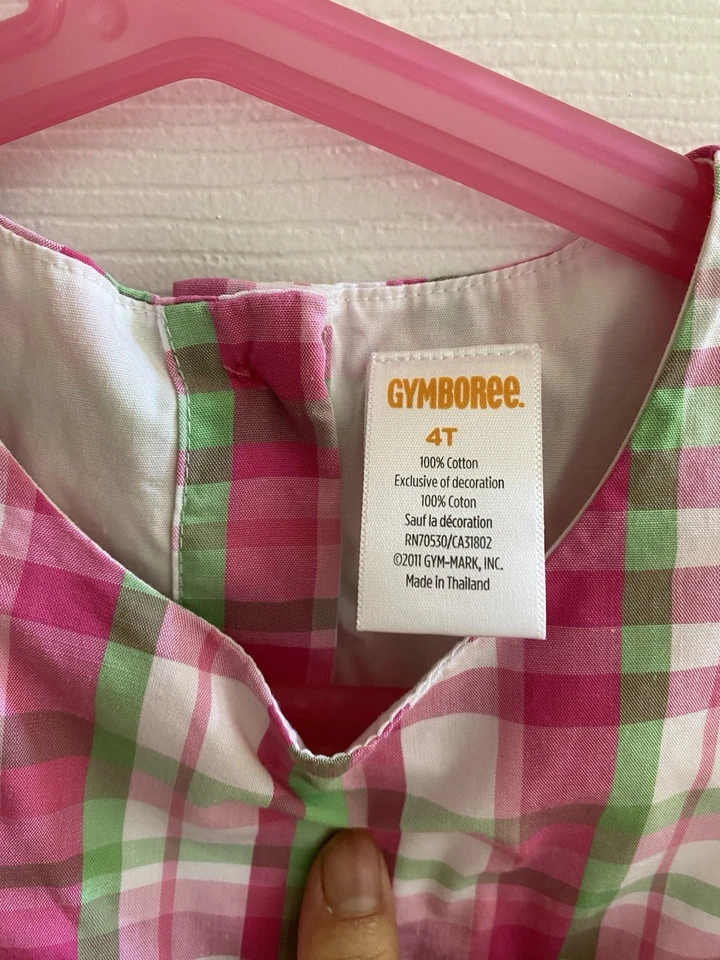 GYMBOREE.
4T
100% Cotton
Exclusive of decoration
100% Coton
Sauf la décoration
RN70530/CA31802
©2011 GYM-MARK, INC.
Made in Thailand